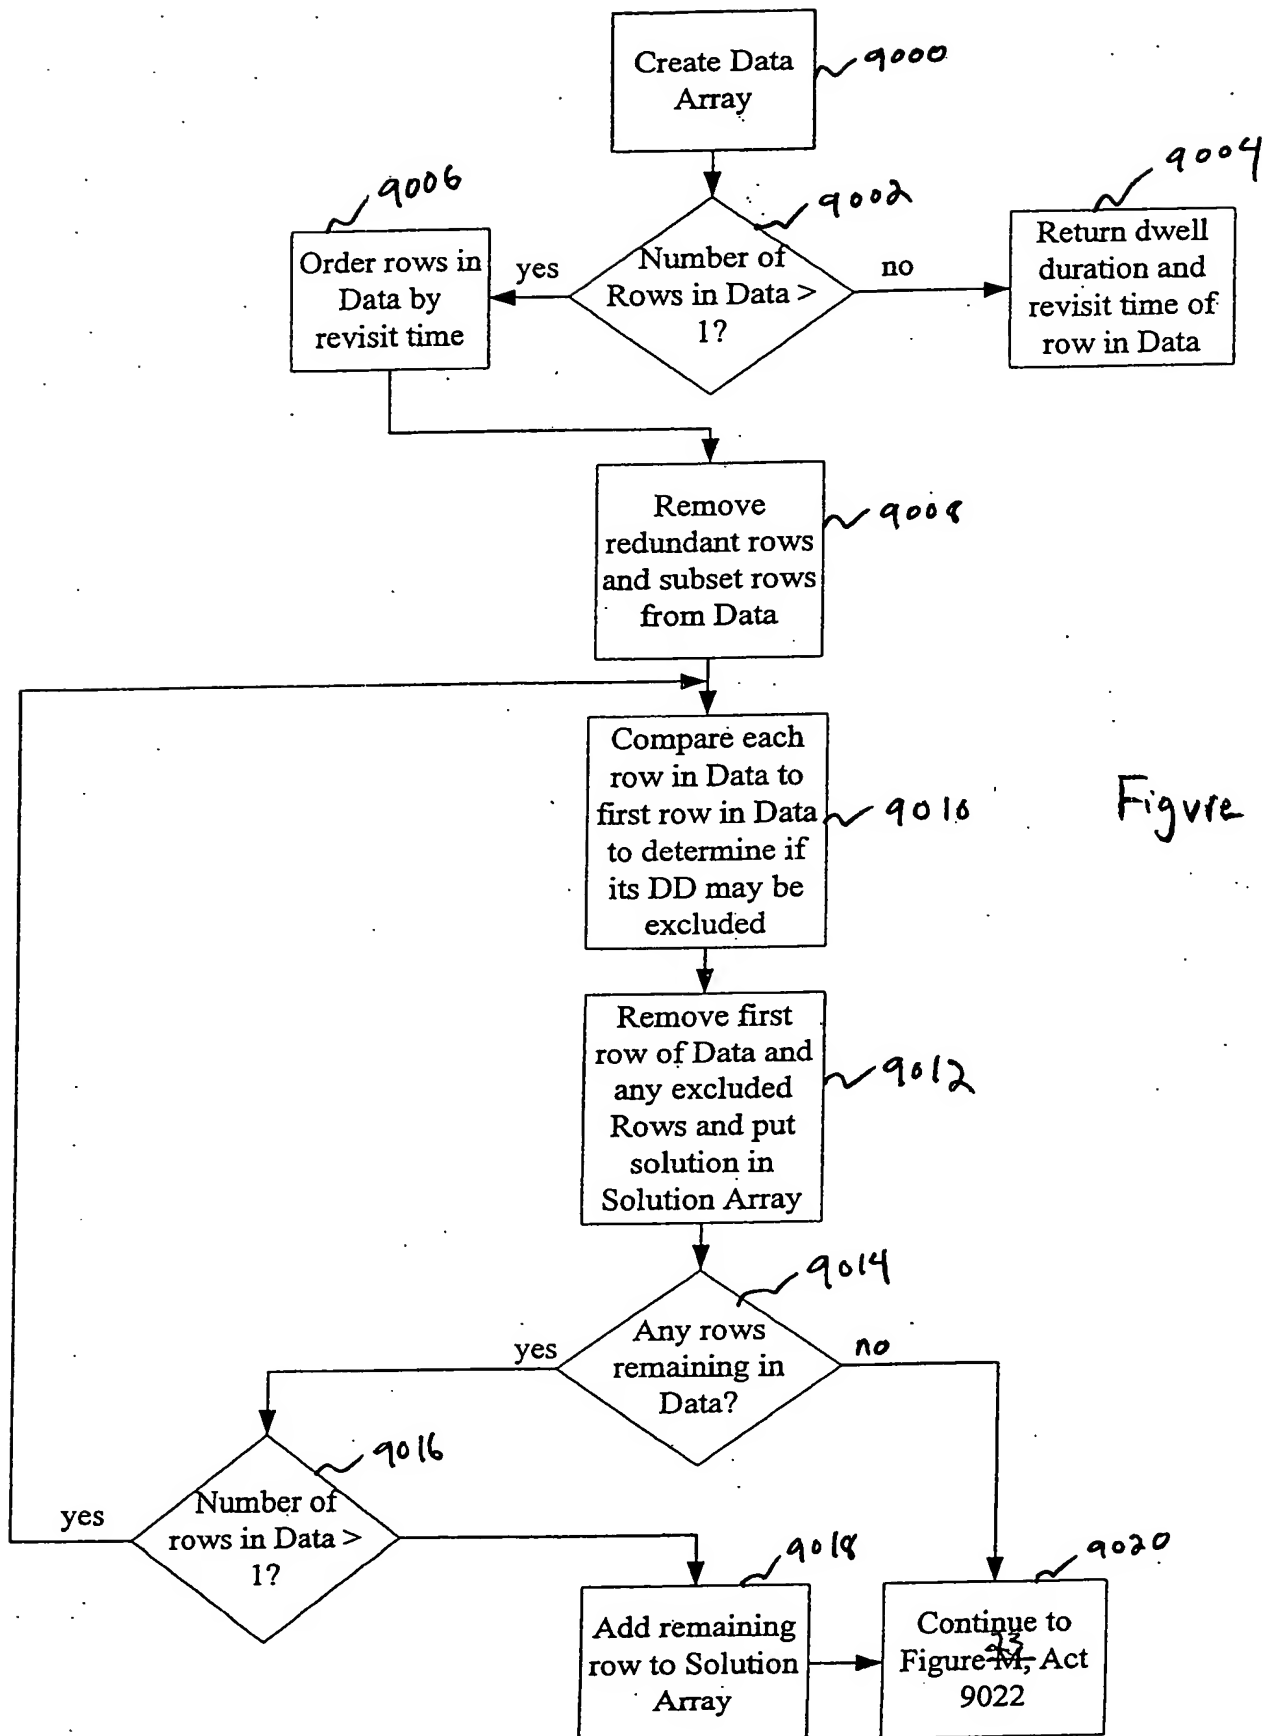 Create Data
Array
9000
9006
9002
9004
Order rows in
Data by
revisit time
yes
Number of
Rows in Data >
1?
no
Return dwell
duration and
revisit time of
row in Data
Remove
redundant rows
and subset rows
from Data
9008
Compare each
row in Data to
first row in Data
to determine if
its DD may be
excluded
9010
Figure
Remove first
row of Data and
any excluded
Rows and put
solution in
Solution Array
9012
9014
yes
Any rows
remaining in
Data?
no
9016
yes
Number of
rows in Data >
1?
9018
9020
Add remaining
row to Solution
Array
Continue to
23
Figure M, Act
9022